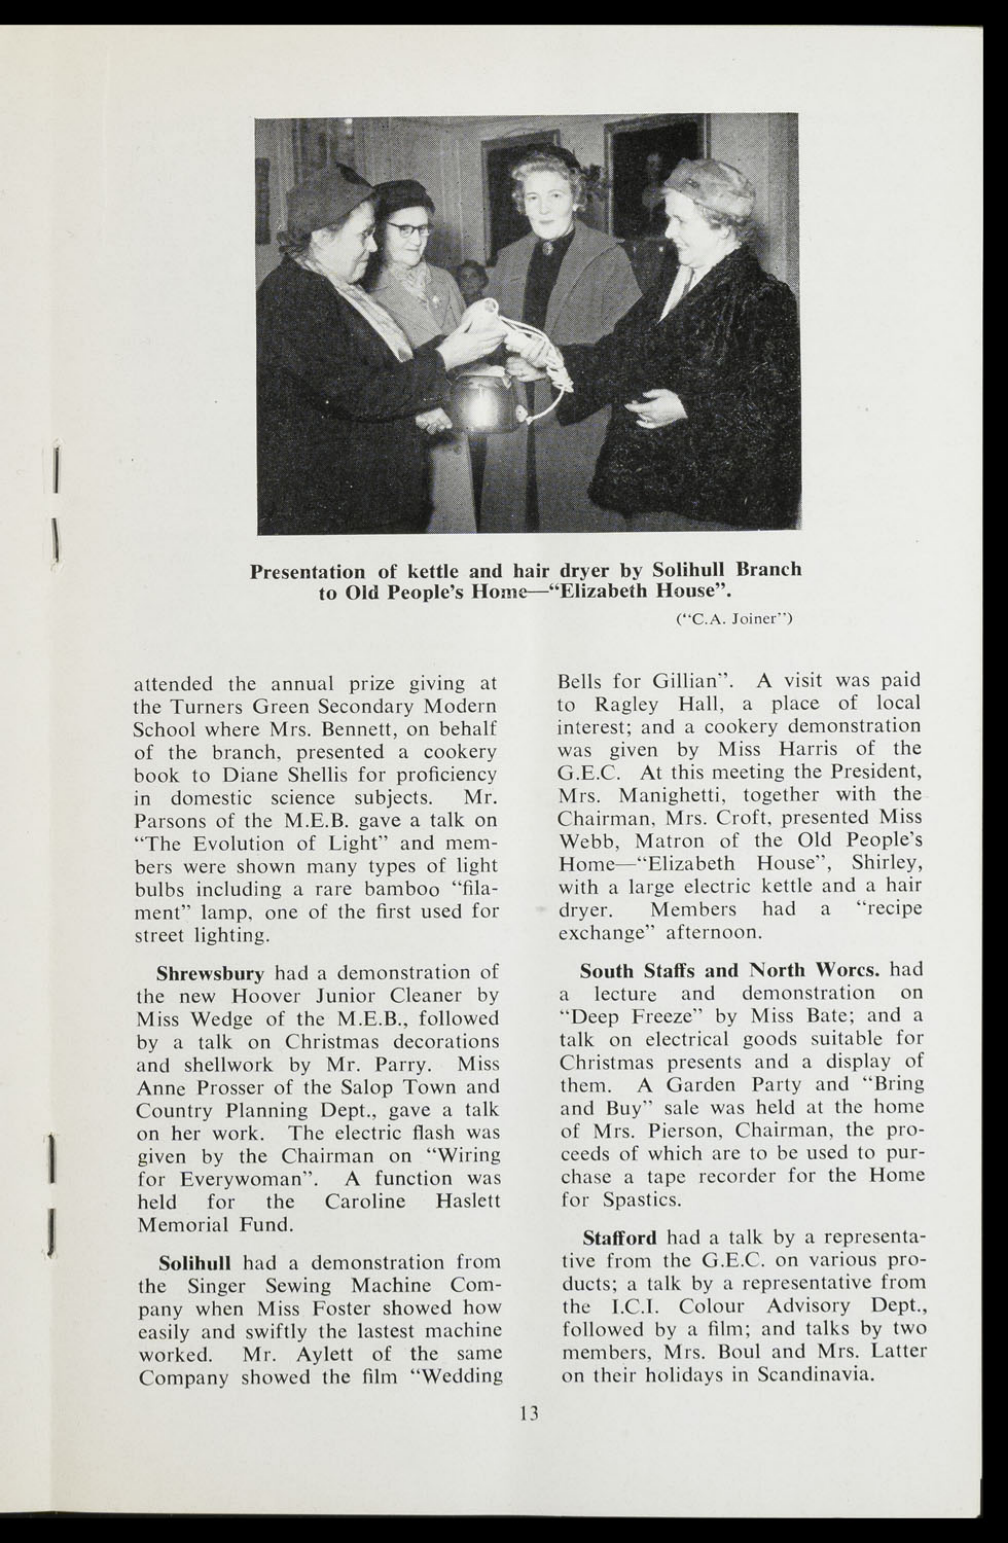 Presentation of kettle and hair dryer by Solihull Branch
to Old People's Home—“Elizabeth House”.
(“C.A. Joiner”)
attended the annual prize giving at
the Turners Green Secondary Modern
School where Mrs. Bennett, on behalf
of the branch, presented a cookery
book to Diane Shellis for proficiency
in domestic science subjects. Mr.
Parsons of the M.E.B. gave a talk on
“The Evolution of Light” and mem-
bers were shown many types of light
bulbs including a rare bamboo “fila-
ment” lamp, one of the first used for
street lighting.
Shrewsbury had a demonstration of
the new Hoover Junior Cleaner by
Miss Wedge of the M.E.B., followed
by a talk on Christmas decorations
and shellwork by Mr. Parry. Miss
Anne Prosser of the Salop Town and
Country Planning Dept., gave a talk
on her work. The electric flash was
given by the Chairman on “Wiring
for Everywoman”. A function was
held for the Caroline Haslett
Memorial Fund.
Solihull had a demonstration from
the Singer Sewing Machine Com-
pany when Miss Foster showed how
easily and swiftly the lastest machine
worked. Mr. Aylett of the same
Company showed the film “Wedding
Bells for Gillian”. A visit was paid
to Ragley Hall, a place of local
interest; and a cookery demonstration
was given by Miss Harris of the
G.E.C. At this meeting the President,
Mrs. Manighetti, together with the
Chairman, Mrs. Croft, presented Miss
Webb, Matron of the Old People's
Home—“Elizabeth House”, Shirley,
with a large electric kettle and a hair
dryer. Members had a “recipe
exchange” afternoon.
South Staffs and North Worcs. had
a lecture and demonstration on
“Deep Freeze” by Miss Bate; and a
talk on electrical goods suitable for
Christmas presents and a display of
them. A Garden Party and “Bring
and Buy” sale was held at the home
of Mrs. Pierson, Chairman, the pro-
ceeds of which are to be used to pur-
chase a tape recorder for the Home
for Spastics.
Stafford had a talk by a representa-
tive from the G.E.C. on various pro-
ducts; a talk by a representative from
the I.C.I. Colour Advisory Dept.,
followed by a film; and talks by two
members, Mrs. Boul and Mrs. Latter
on their holidays in Scandinavia.
13